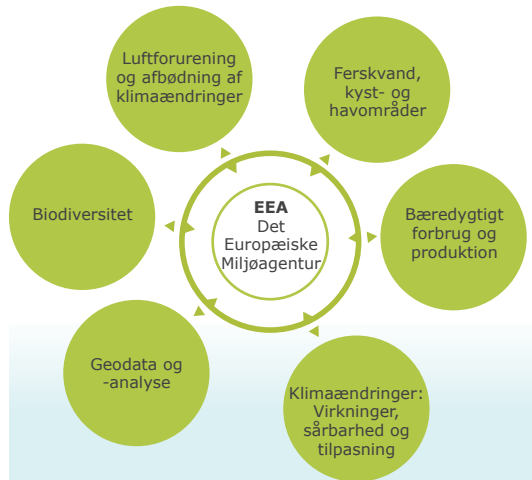 Luftforurening
og afbødning af
klimaændringer
Ferskvand,
kyst- og
havområder
Biodiversitet
EEA
Det
Europæiske
Miljøagentur
Bæredygtigt
forbrug og
produktion
Geodata og
-analyse
Klimaændringer:
Virkninger,
sårbarhed og
tilpasning